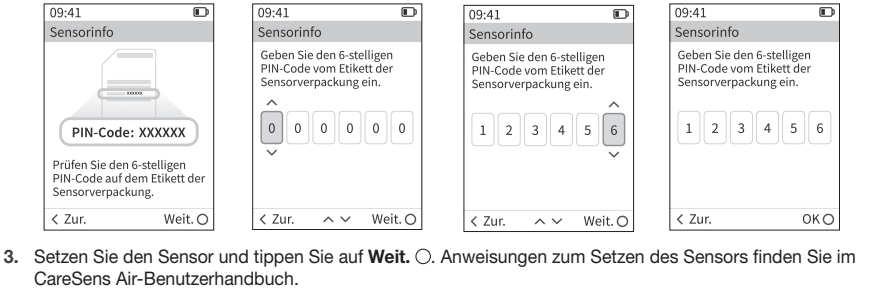 09:41
Sensorinfo
XXXXXX
PIN-Code: XXXXXX
Prüfen Sie den 6-stelligen
PIN-Code auf dem Etikett der
Sensorverpackung.
< Zur. Weit.
09:41
Sensorinfo
Geben Sie den 6-stelligen
PIN-Code vom Etikett der
Sensorverpackung ein.
0 0 0 0 0 0
< Zur. Weit.
09:41
Sensorinfo
Geben Sie den 6-stelligen
PIN-Code vom Etikett der
Sensorverpackung ein.
1 2 3 4 5 6
< Zur. Weit.
09:41
Sensorinfo
Geben Sie den 6-stelligen
PIN-Code vom Etikett der
Sensorverpackung ein.
1 2 3 4 5 6
< Zur. OK
3. Setzen Sie den Sensor und tippen Sie auf Weit. ○. Anweisungen zum Setzen des Sensors finden Sie im
CareSens Air-Benutzerhandbuch.